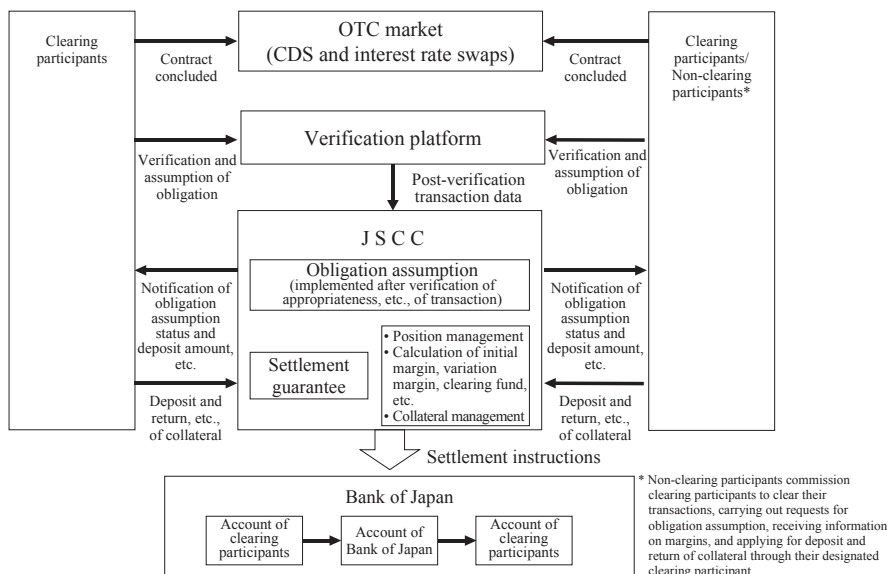 Clearing
participants
Contract
concluded
OTC market
(CDS and interest rate swaps)
Contract
concluded
Clearing
participants/
Non-clearing
participants*
Verification and
assumption of
obligation
Verification platform
Verification and
assumption of
obligation
Post-verification
transaction data
J S C C
Obligation assumption
(implemented after verification of
appropriateness, etc., of transaction)
Notification of
obligation
assumption
status and
deposit amount,
etc.
Notification of
obligation
assumption
status and
deposit amount,
etc.
Settlement
guarantee
• Position management
• Calculation of initial
margin, variation
margin, clearing fund,
etc.
• Collateral management
Deposit and
return, etc.,
of collateral
Deposit and
return, etc.,
of collateral
Settlement instructions
Bank of Japan
Account of
clearing
participants
Account of
Bank of Japan
Account of
clearing
participants
* Non-clearing participants commission
clearing participants to clear their
transactions, carrying out requests for
obligation assumption, receiving information
on margins, and applying for deposit and
return of collateral through their designated
clearing participant